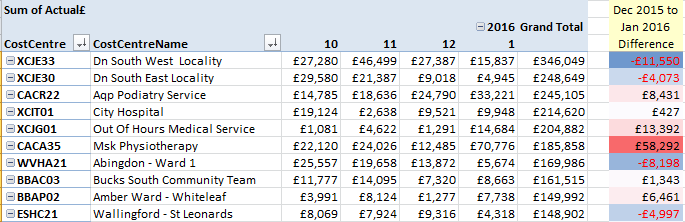 Sum of Actual£ Dec 2015 to
2016 Grand Total Jan 2016
CostCentre CostCentreName 10 11 12 1 Difference
XCJE33 Dn South West Locality £27,280 £46,499 £27,387 £15,837 £346,049 -£11,550
XCJE30 Dn South East Locality £29,580 £21,387 £9,018 £4,945 £248,649 -£4,073
CACR22 Aqp Podiatry Service £14,785 £18,636 £24,790 £33,221 £245,105 £8,431
XCIT01 City Hospital £19,124 £2,638 £9,521 £9,948 £214,620 £427
XCJG01 Out Of Hours Medical Service £1,081 £4,622 £1,291 £14,684 £204,882 £13,392
CACA35 Msk Physiotherapy £22,120 £24,026 £12,485 £70,776 £185,858 £58,292
WVHA21 Abingdon - Ward 1 £25,557 £19,658 £13,872 £5,674 £169,986 -£8,198
BBAC03 Bucks South Community Team £11,777 £14,095 £7,320 £8,663 £161,515 £1,343
BBAP02 Amber Ward - Whiteleaf £3,991 £8,124 £1,277 £7,738 £149,992 £6,461
ESHC21 Wallingford - St Leonards £8,069 £7,924 £9,316 £4,318 £148,902 -£4,997